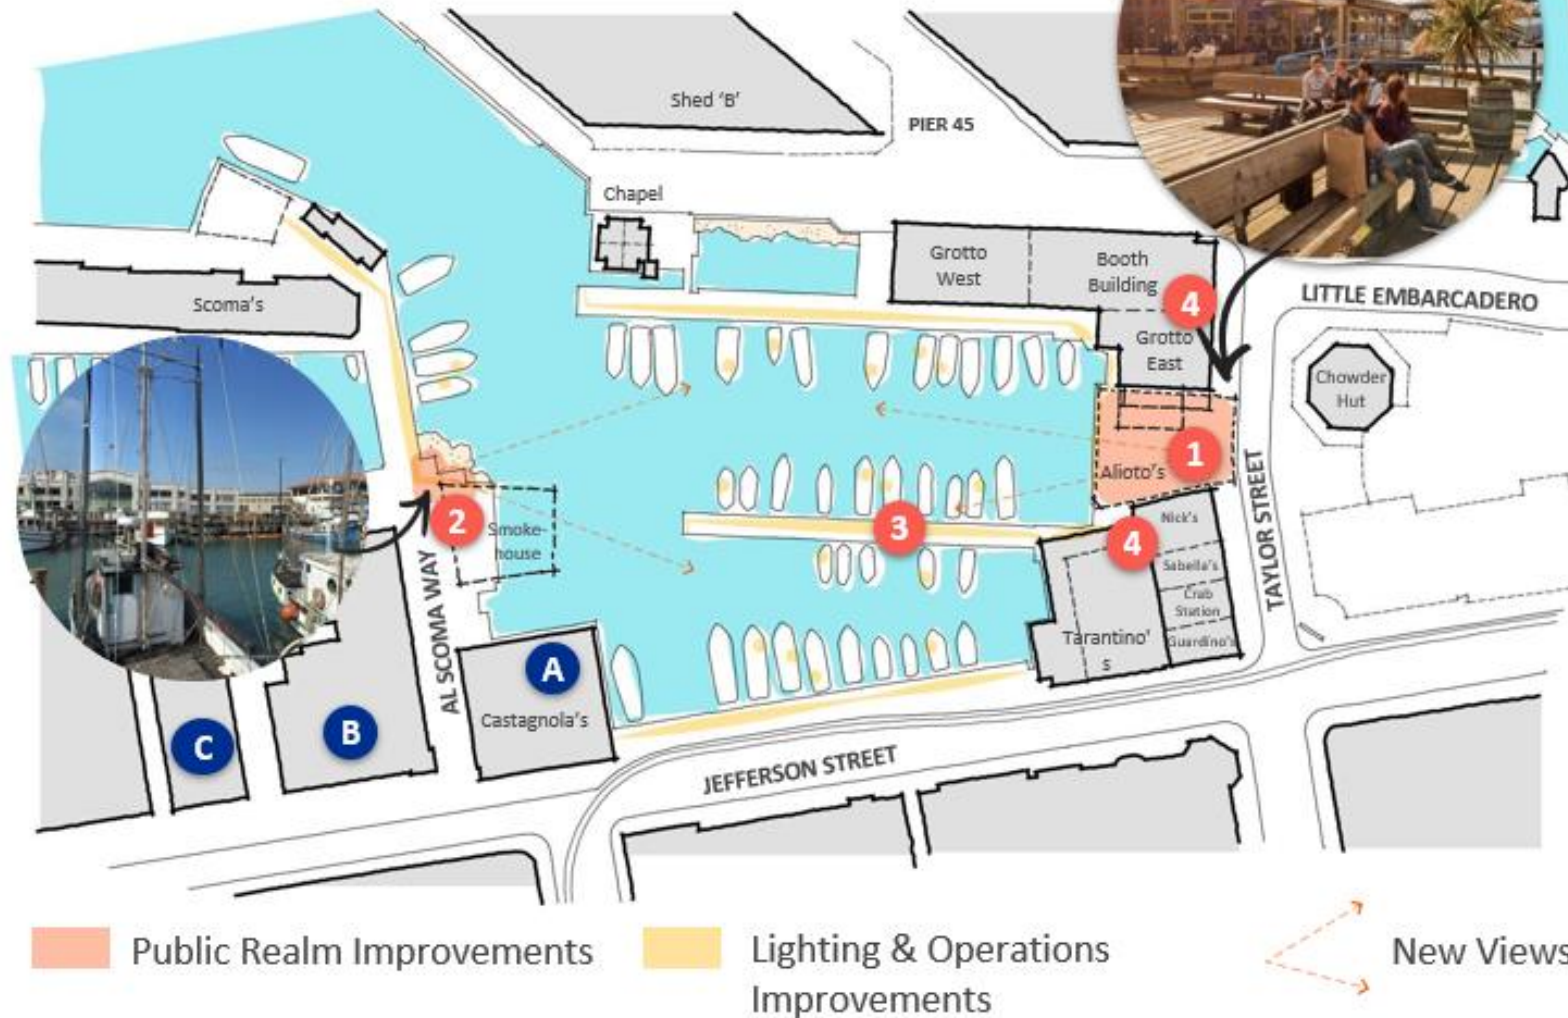 Shed 'B'
PIER 45
Chapel
Grotto
West
Booth
Building
4
Grotto
East
LITTLE EMBARCADERO
Scoma's
Chowder
Hut
1
Alioto's
2
Smoke-
house
3
4
Nick's
Sabella's
Crab
Station
Guardino's
Tarantino'
s
TAYLOR STREET
AL SCOMA WAY
A
Castagnola's
B
C
JEFFERSON STREET
Public Realm Improvements
Lighting & Operations
Improvements
New Views